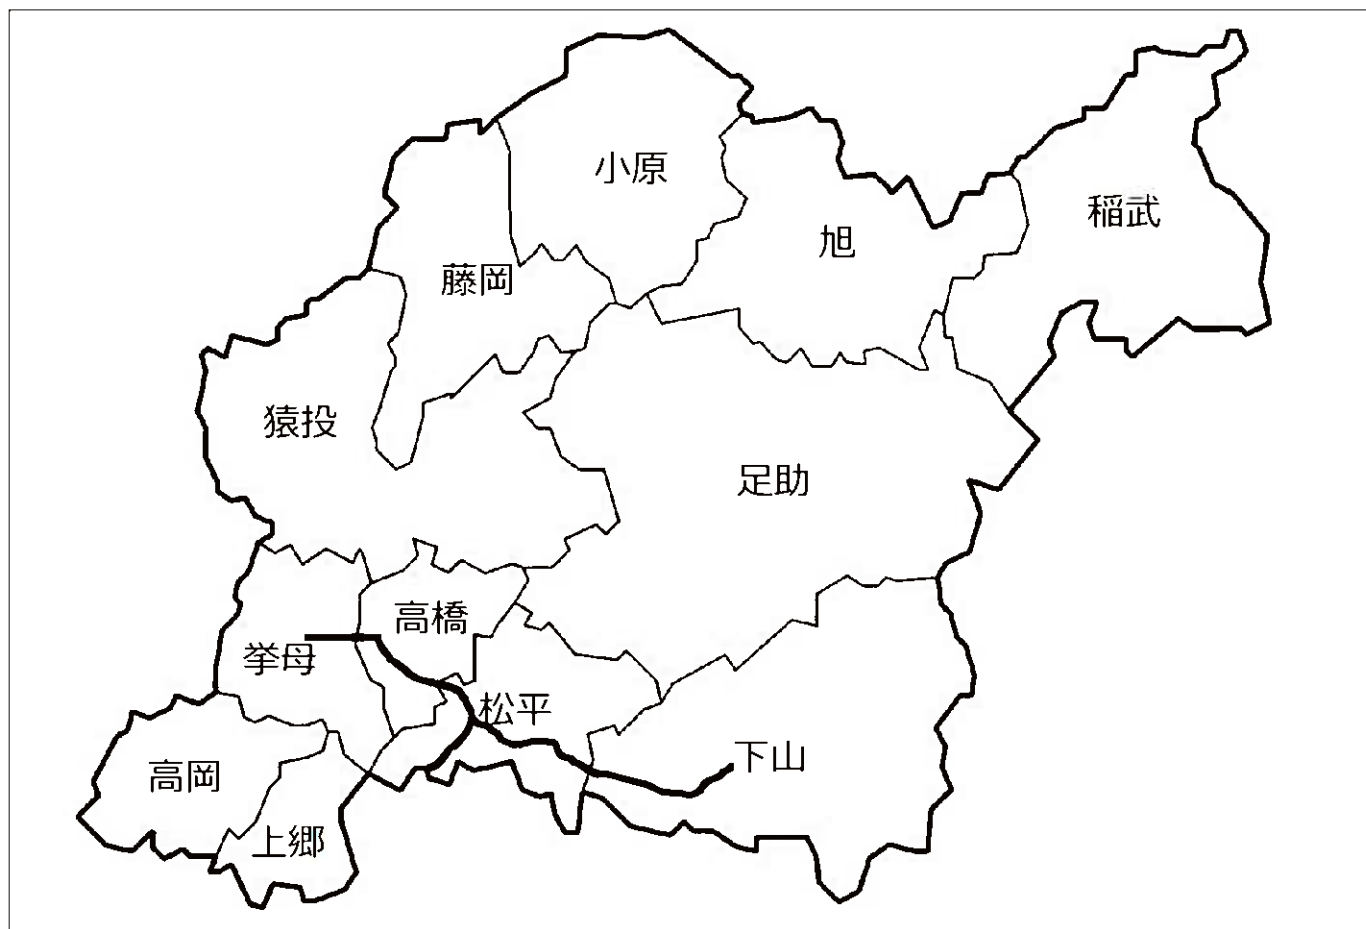 小原
稲武
旭
藤岡
猿投
足助
高橋
挙母
松平
下山
高岡
上郷